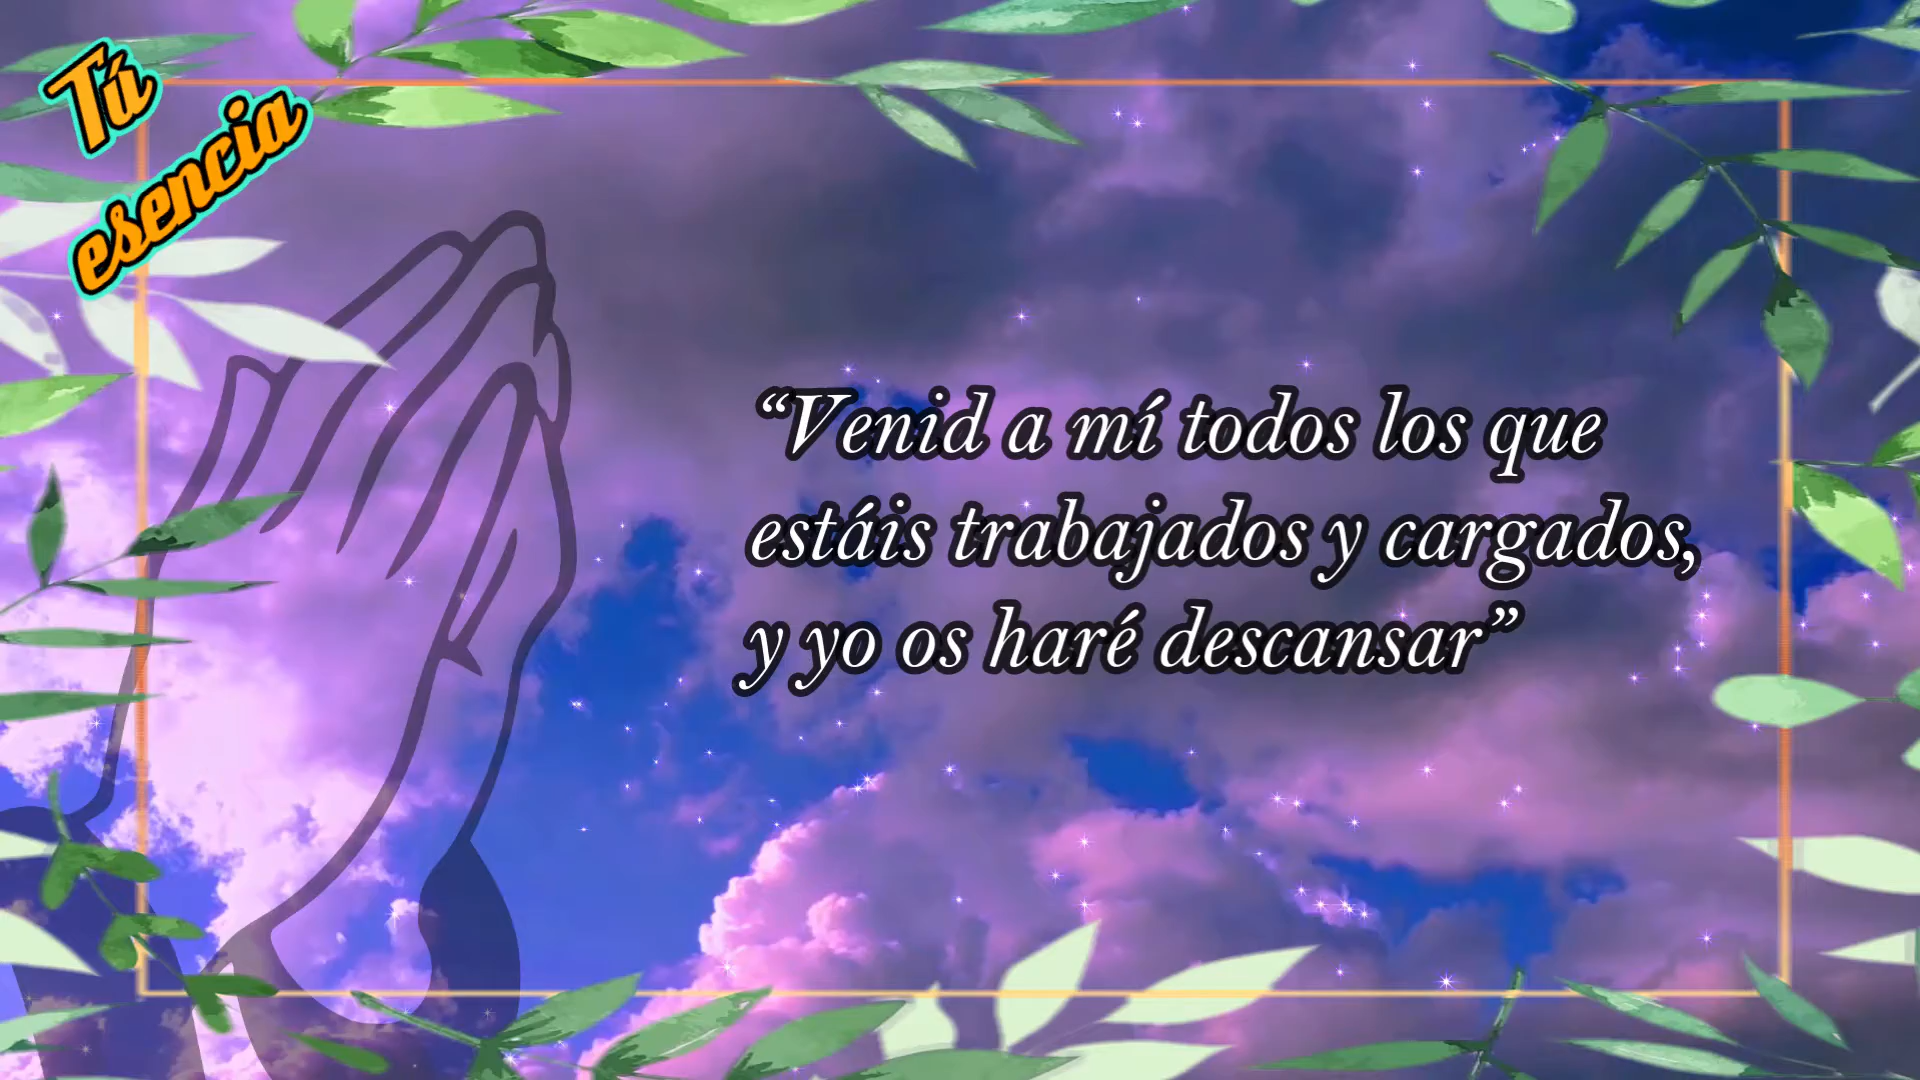 Tú
esencia
“Venid a mí todos los que
estáis trabajados y cargados,
y yo os haré descansar”